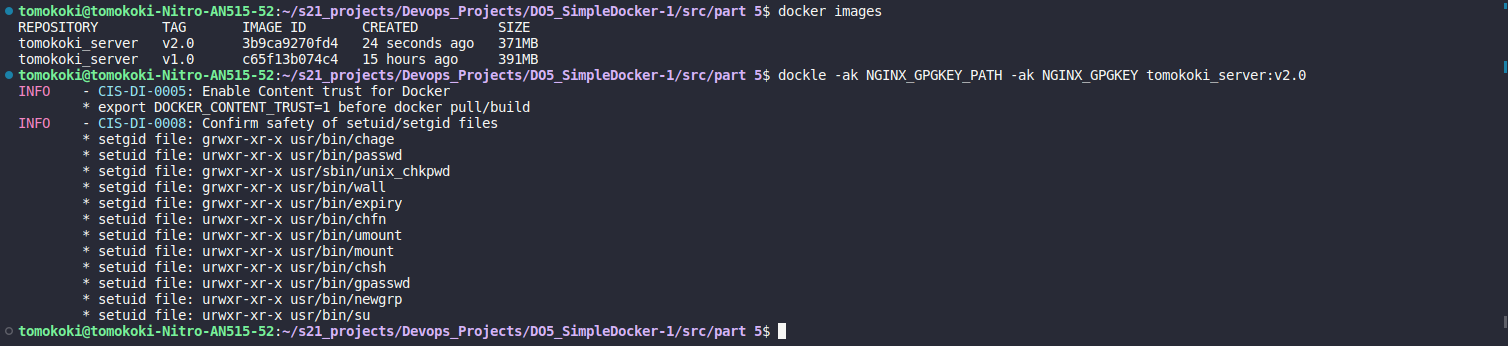 tomokoki@tomokoki-Nitro-AN515-52:~/s21_projects/Devops_Projects/DO5_SimpleDocker-1/src/part 5$ docker images
REPOSITORY        TAG       IMAGE ID       CREATED          SIZE
tomokoki_server   v2.0      3b9ca9270fd4   24 seconds ago   371MB
tomokoki_server   v1.0      c65f13b074c4   15 hours ago     391MB
tomokoki@tomokoki-Nitro-AN515-52:~/s21_projects/Devops_Projects/DO5_SimpleDocker-1/src/part 5$ dockle -ak NGINX_GPGKEY_PATH -ak NGINX_GPGKEY tomokoki_server:v2.0
INFO    - CIS-DI-0005: Enable Content trust for Docker
        * export DOCKER_CONTENT_TRUST=1 before docker pull/build
INFO    - CIS-DI-0008: Confirm safety of setuid/setgid files
        * setgid file: grwxr-xr-x usr/bin/chage
        * setuid file: urwxr-xr-x usr/bin/passwd
        * setgid file: grwxr-xr-x usr/sbin/unix_chkpwd
        * setgid file: grwxr-xr-x usr/bin/wall
        * setgid file: grwxr-xr-x usr/bin/expiry
        * setuid file: urwxr-xr-x usr/bin/chfn
        * setuid file: urwxr-xr-x usr/bin/umount
        * setuid file: urwxr-xr-x usr/bin/mount
        * setuid file: urwxr-xr-x usr/bin/chsh
        * setuid file: urwxr-xr-x usr/bin/gpasswd
        * setuid file: urwxr-xr-x usr/bin/newgrp
        * setuid file: urwxr-xr-x usr/bin/su
tomokoki@tomokoki-Nitro-AN515-52:~/s21_projects/Devops_Projects/DO5_SimpleDocker-1/src/part 5$